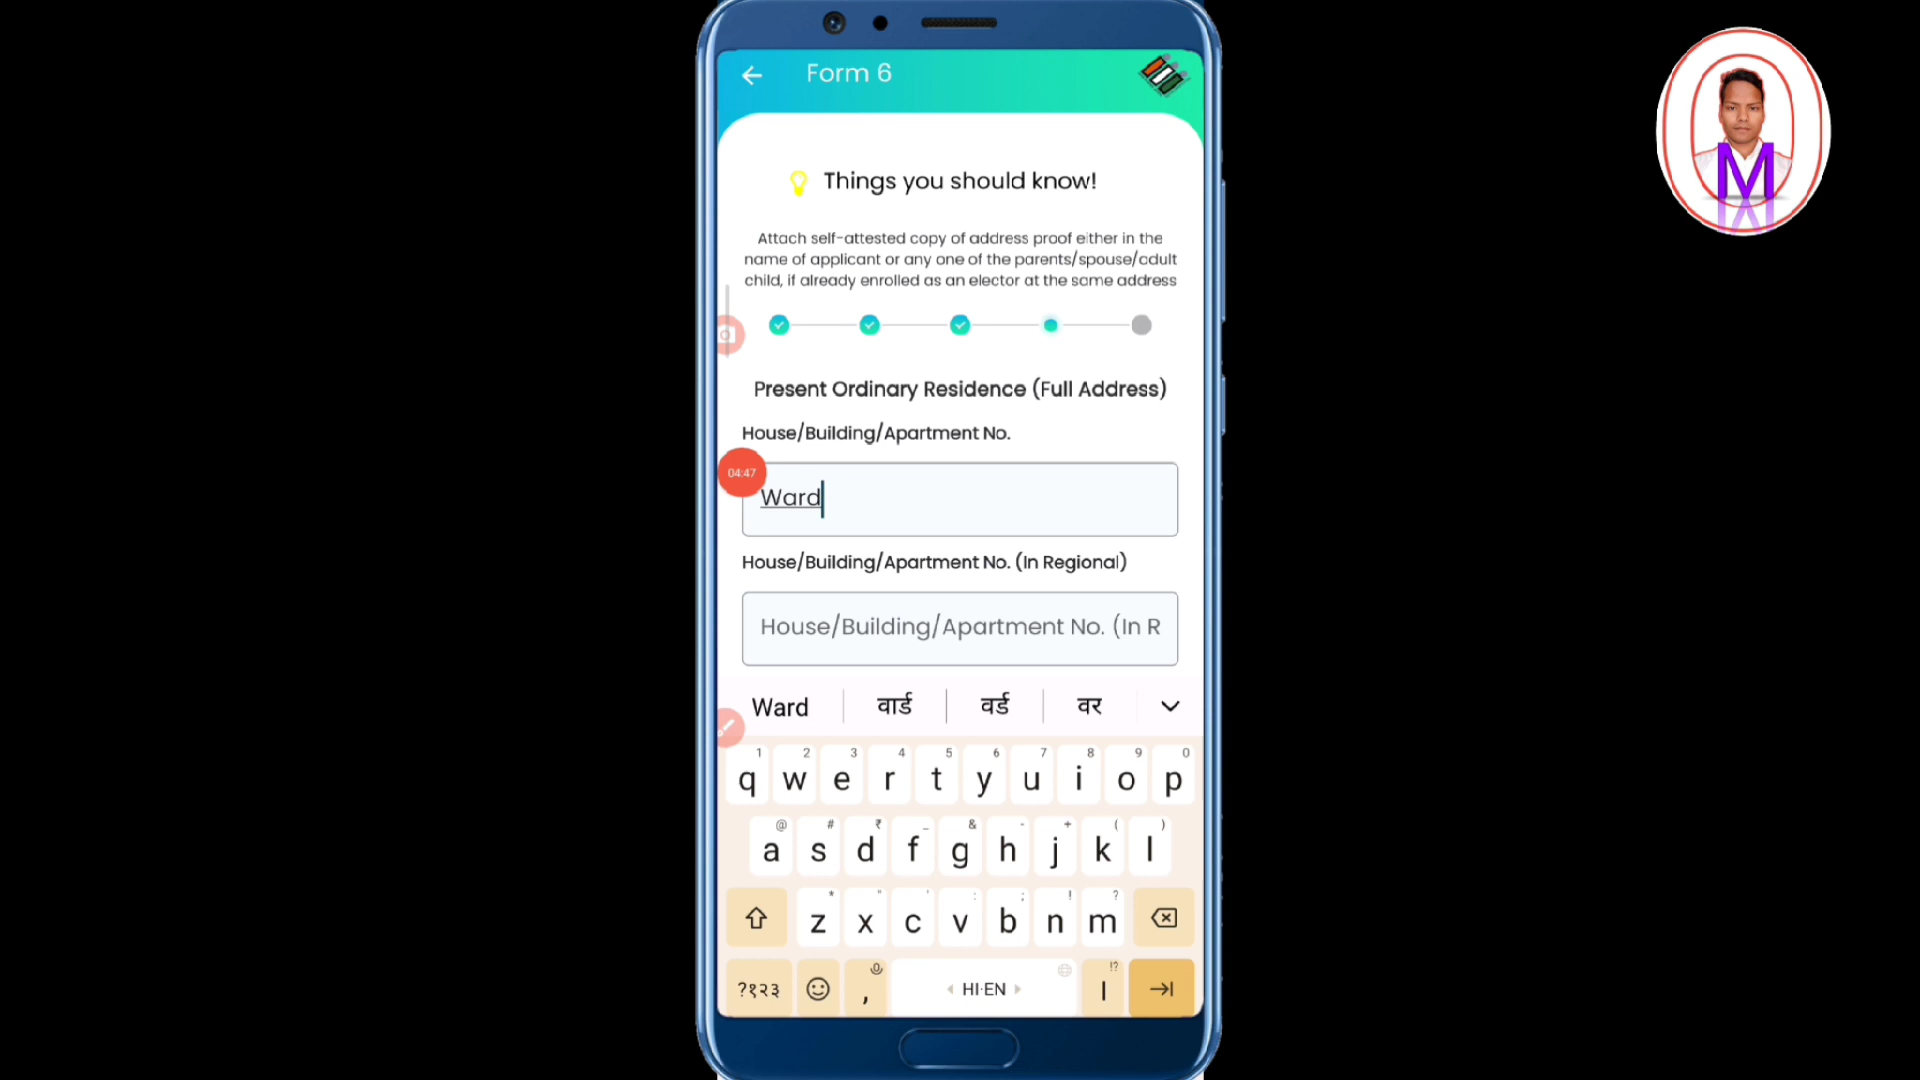 Form 6
Things you should know!
Attach self-attested copy of address proof either in the
name of applicant or any one of the parents/spouse/adult
child, if already enrolled as an elector at the same address
Present Ordinary Residence (Full Address)
House/Building/Apartment No.
04:47
Ward
House/Building/Apartment No. (In Regional)
House/Building/Apartment No. (In R
Ward वार्ड वर्ड वर
1 2 3 4 5 6 7 8 9 0
q w e r t y u i o p
@ # ₹ _ & - + ( )
a s d f g h j k l
* " ' : ; ! ?
z x c v b n m
!?
?१२३ , HI·EN ।
M